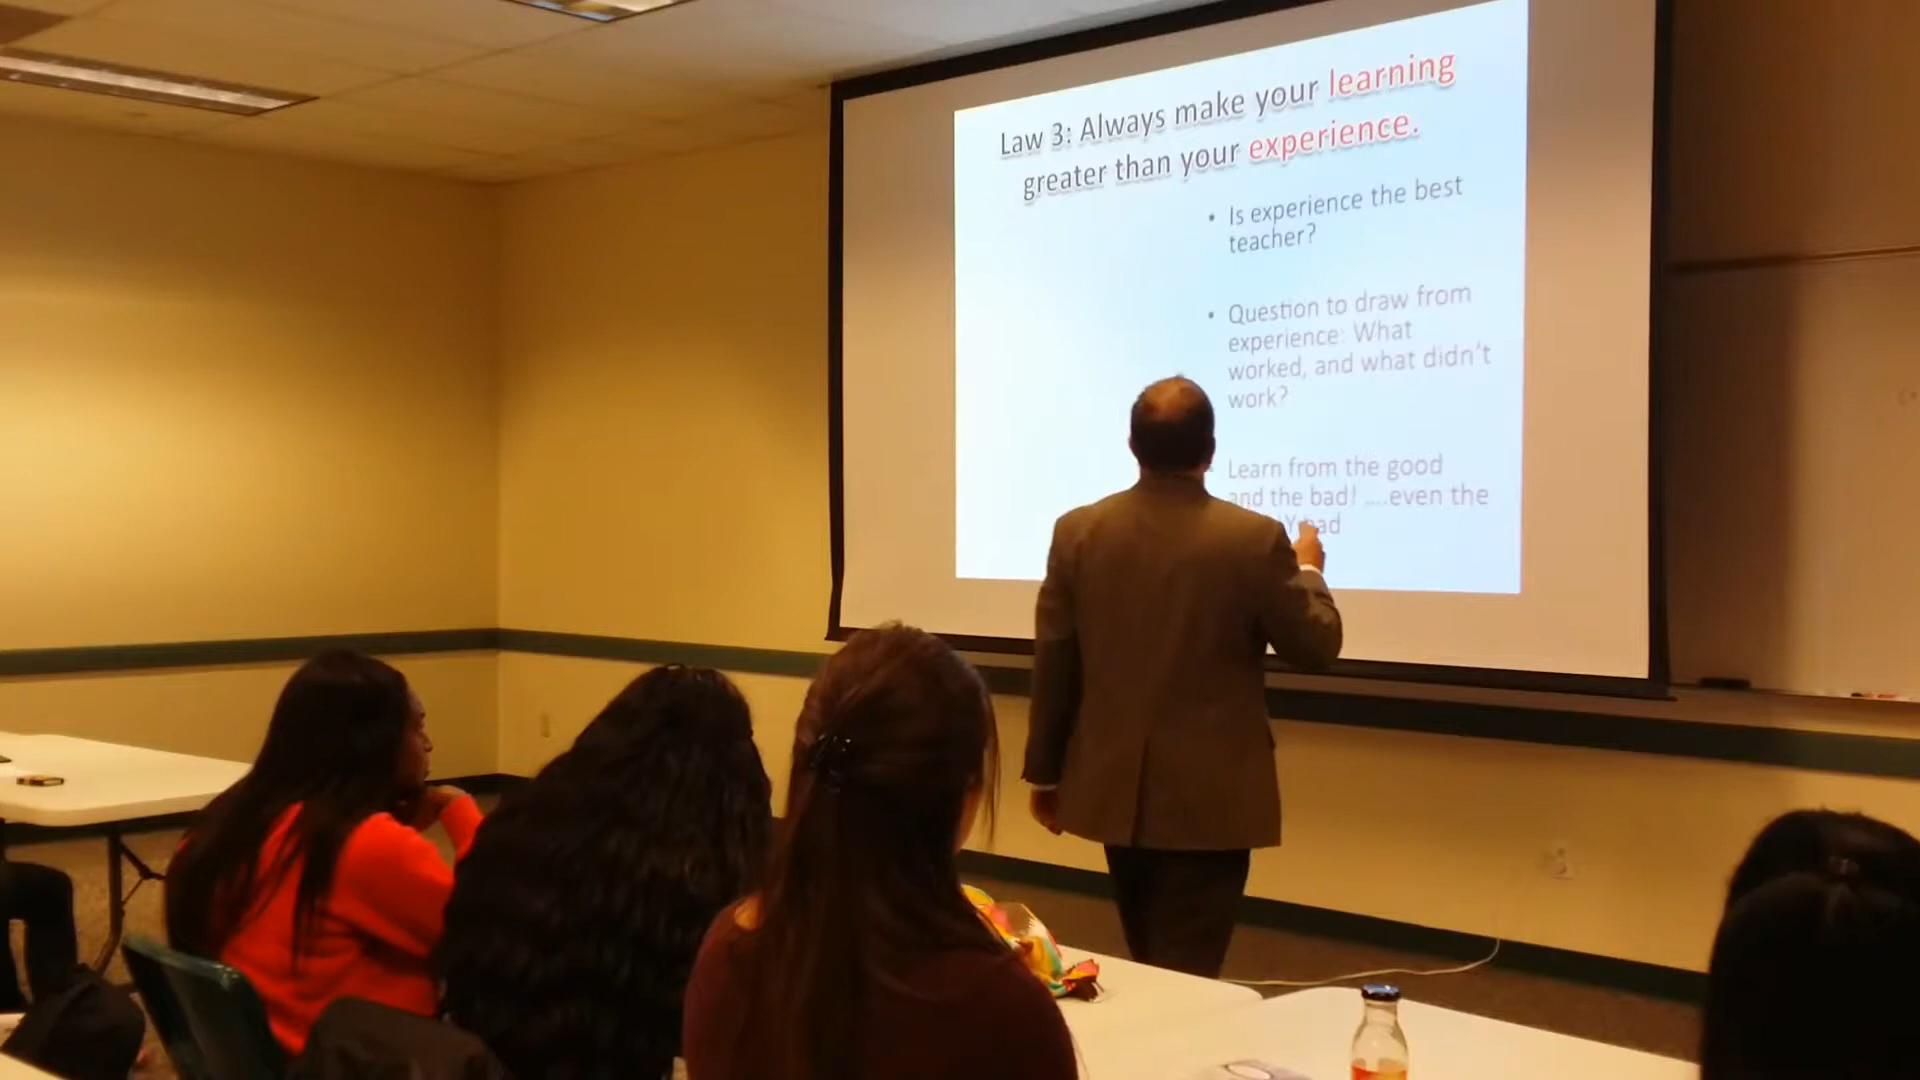 Law 3: Always make your learning
greater than your experience.
• Is experience the best
teacher?
• Question to draw from
experience: What
worked, and what didn't
work?
Learn from the good
and the bad! ....even the
bad